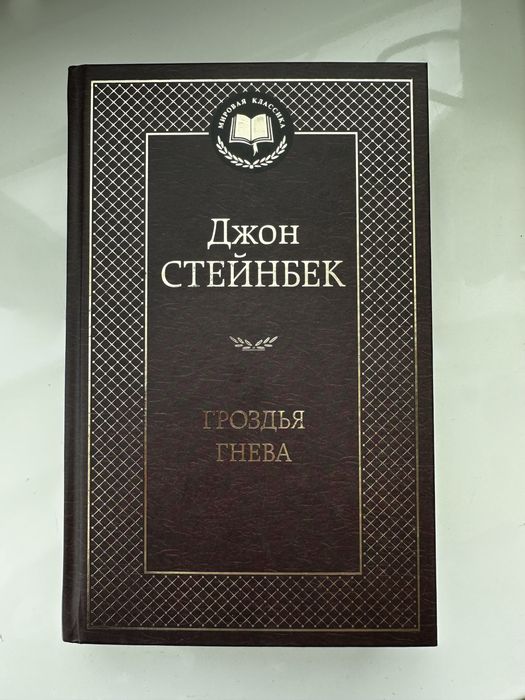 МИРОВАЯ КЛАССИКА
Джон
СТЕЙНБЕК
ГРОЗДЬЯ
ГНЕВА